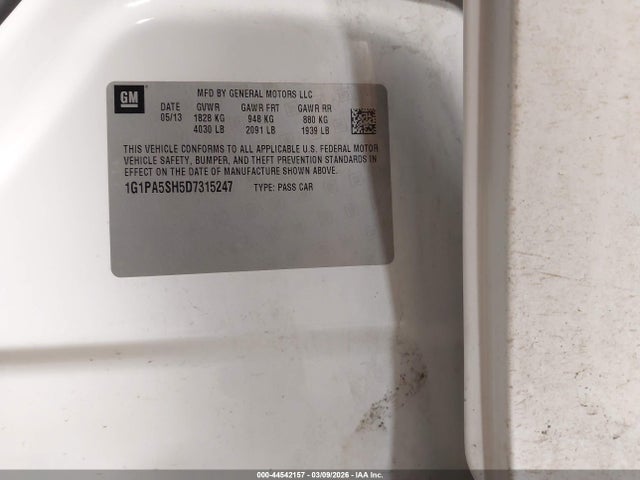 GM
MFD BY GENERAL MOTORS LLC
DATE GVWR GAWR FRT GAWR RR
05/13 1828 KG 948 KG 880 KG
4030 LB 2091 LB 1939 LB
THIS VEHICLE CONFORMS TO ALL APPLICABLE U.S. FEDERAL MOTOR
VEHICLE SAFETY, BUMPER, AND THEFT PREVENTION STANDARDS IN
EFFECT ON THE DATE OF MANUFACTURE SHOWN ABOVE.
1G1PA5SH5D7315247 TYPE: PASS CAR
000-44542157 - 03/09/2026 - IAA Inc.